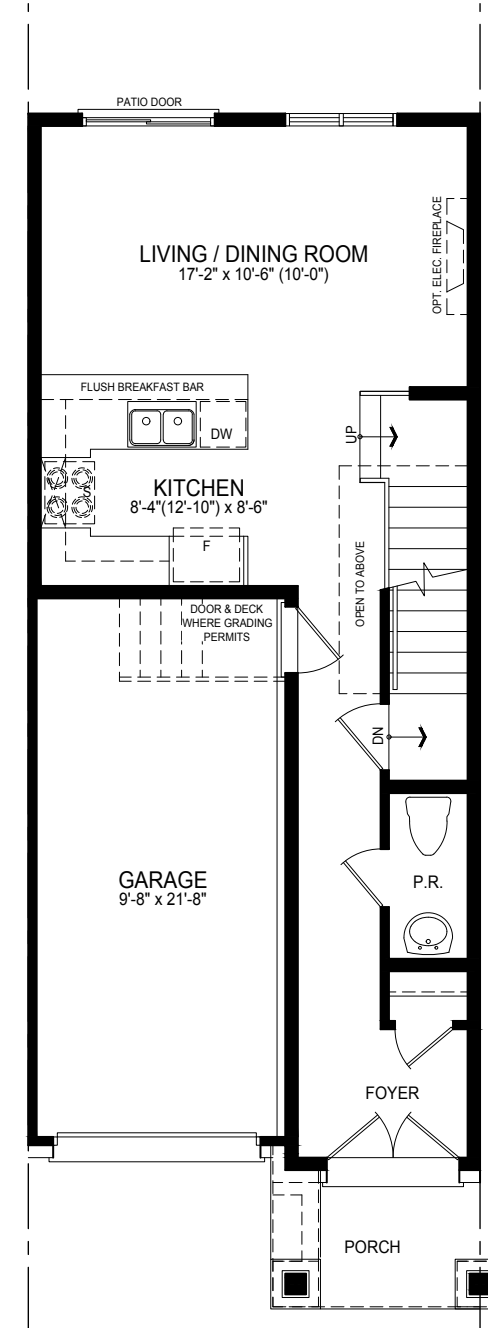 PATIO DOOR
LIVING / DINING ROOM
17'-2" x 10'-6" (10'-0")
OPT. ELEC. FIREPLACE
FLUSH BREAKFAST BAR
DW
UP
S
KITCHEN
8'-4"(12'-10") x 8'-6"
F
OPEN TO ABOVE
DOOR & DECK
WHERE GRADING
PERMITS
DN
GARAGE
9'-8" x 21'-8"
P.R.
FOYER
PORCH